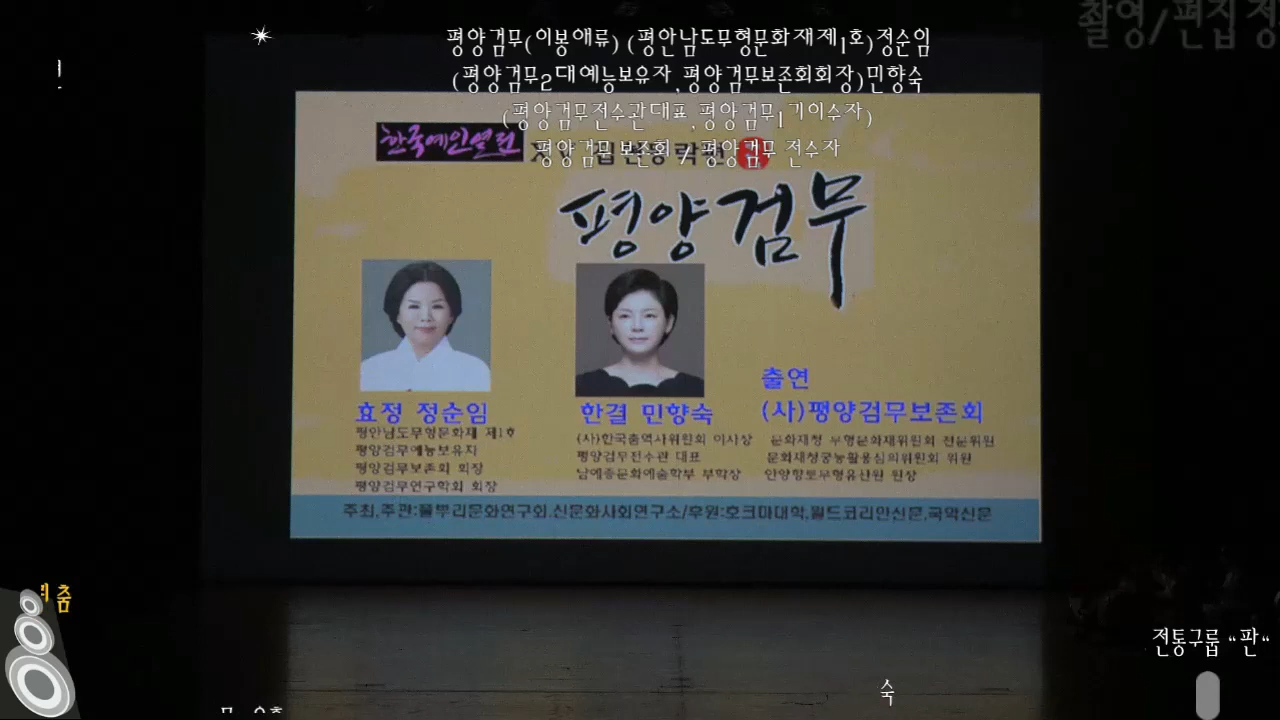 촬영/편집 정
평양검무(이봉애류) (평안남도무형문화재제1호)정순임
(평양검무2대예능보유자,평양검무보존회회장)민향숙
(평양검무전수관대표,평양검무1기이수자)
평양검무보존회 / 평양검무 전수자
한국예인열전
평양검무
효정 정순임
평안남도무형문화재 제1호
평양검무예능보유자
평양검무보존회 회장
평양검무연구학회 회장
한결 민향숙
(사)한국춤역사위원회 이사장
평양검무전수관 대표
남예종문화예술학부 부학장
출연
(사)평양검무보존회
문화재청 무형문화재위원회 전문위원
문화재청궁능활용심의위원회 위원
안양향토무형유산원 원장
주최,주관:풀뿌리문화연구회.신문화사회연구소/후원:호크마대학.월드코리안신문,국악신문
춤
전통그룹 "판"
숙